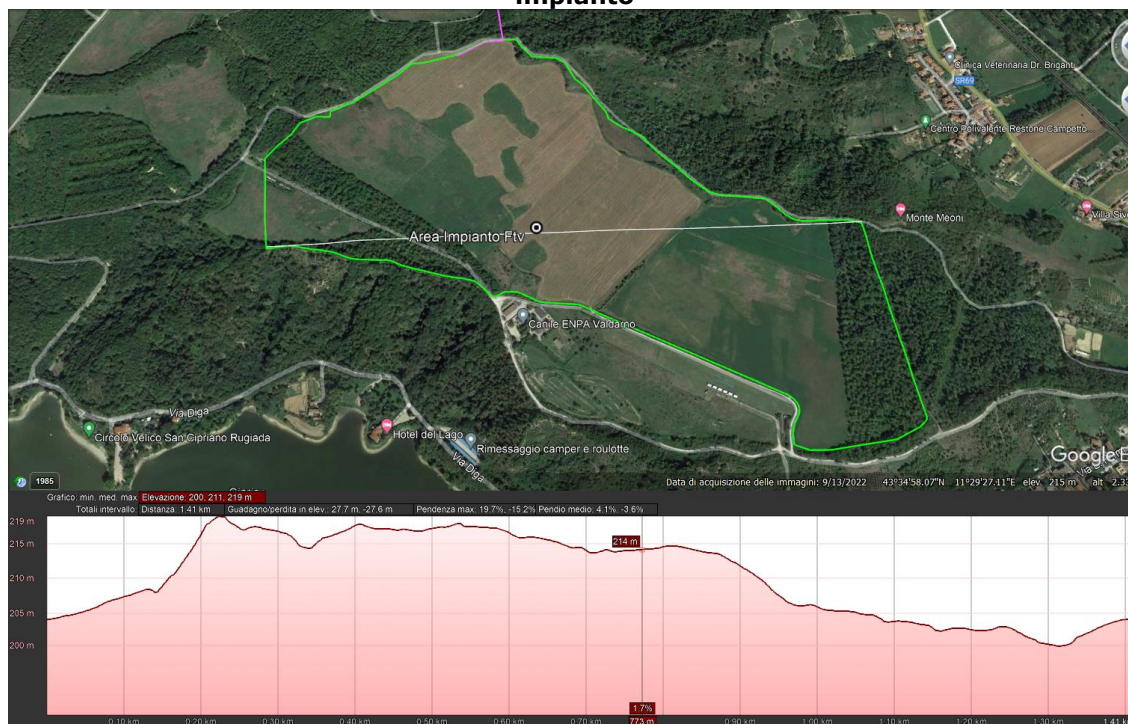 Impianto
Clinica Veterinaria Dr. Briganti
SR69
Centro Polivalente Restone Campetto
Monte Meoni
Area Impianto Ftv
Canile ENPA Valdarno
Via Diga
Circolo Velico San Cipriano Rugiada
Hotel del Lago
Rimessaggio camper e roulotte
Via Diga
Google E
1985
Data di acquisizione delle immagini: 9/13/2022 43°34'58.07"N 11°29'27.11"E elev 215 m alt 2.33
Grafico: min. med. max Elevazione: 200, 211, 219 m
Totali intervallo: Distanza: 1.41 km Guadagno/perdita in elev.: 27.7 m, -27.6 m Pendenza max: 19.7%, -15.2% Pendio medio: 4.1%, -3.6%
219 m
214 m
215 m
210 m
205 m
200 m
1.7%
0.10 km 0.20 km 0.30 km 0.40 km 0.50 km 0.60 km 0.70 km 773 m 0.90 km 1.00 km 1.10 km 1.20 km 1.30 km 1.41